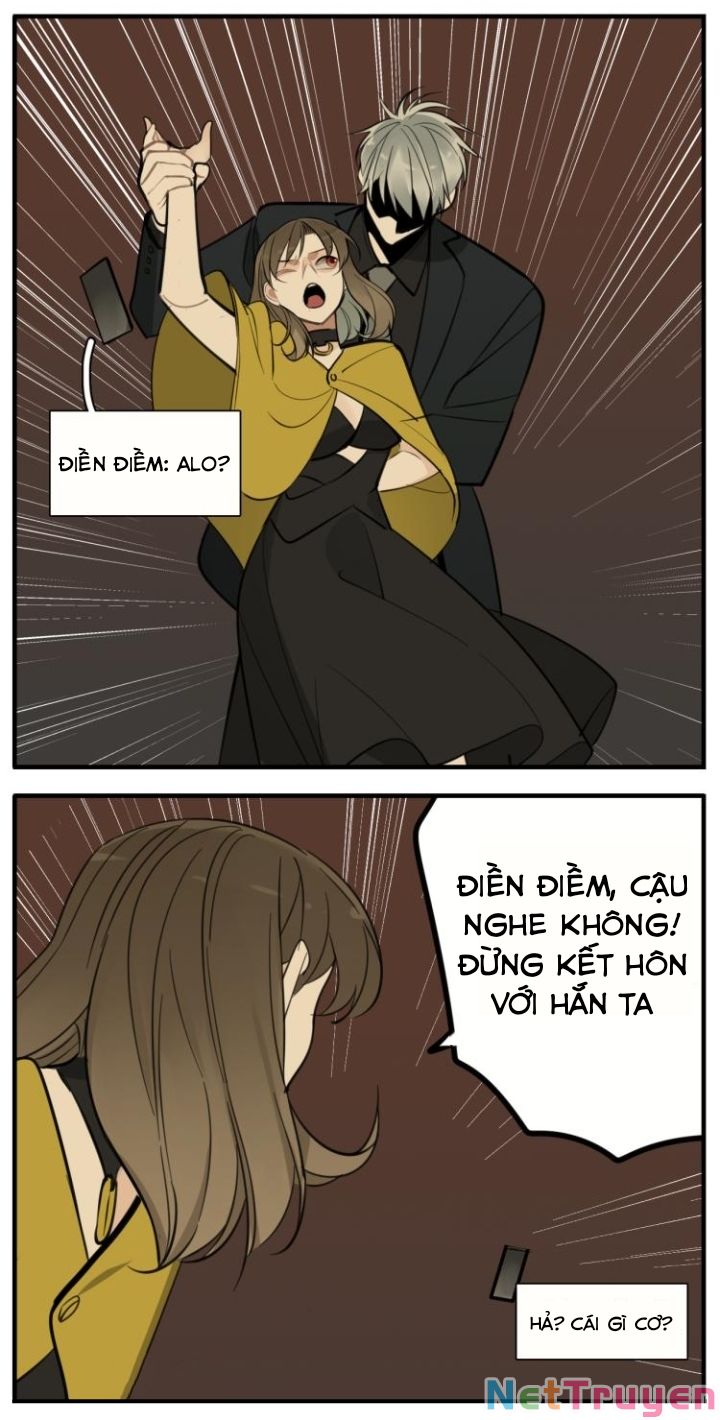 ĐIỀN ĐIỀM: ALO?
ĐIỀN ĐIỀM, CẬU
NGHE KHÔNG!
ĐỪNG KẾT HÔN
VỚI HẮN TA
HẢ? CÁI GÌ CƠ?
NetTruyen